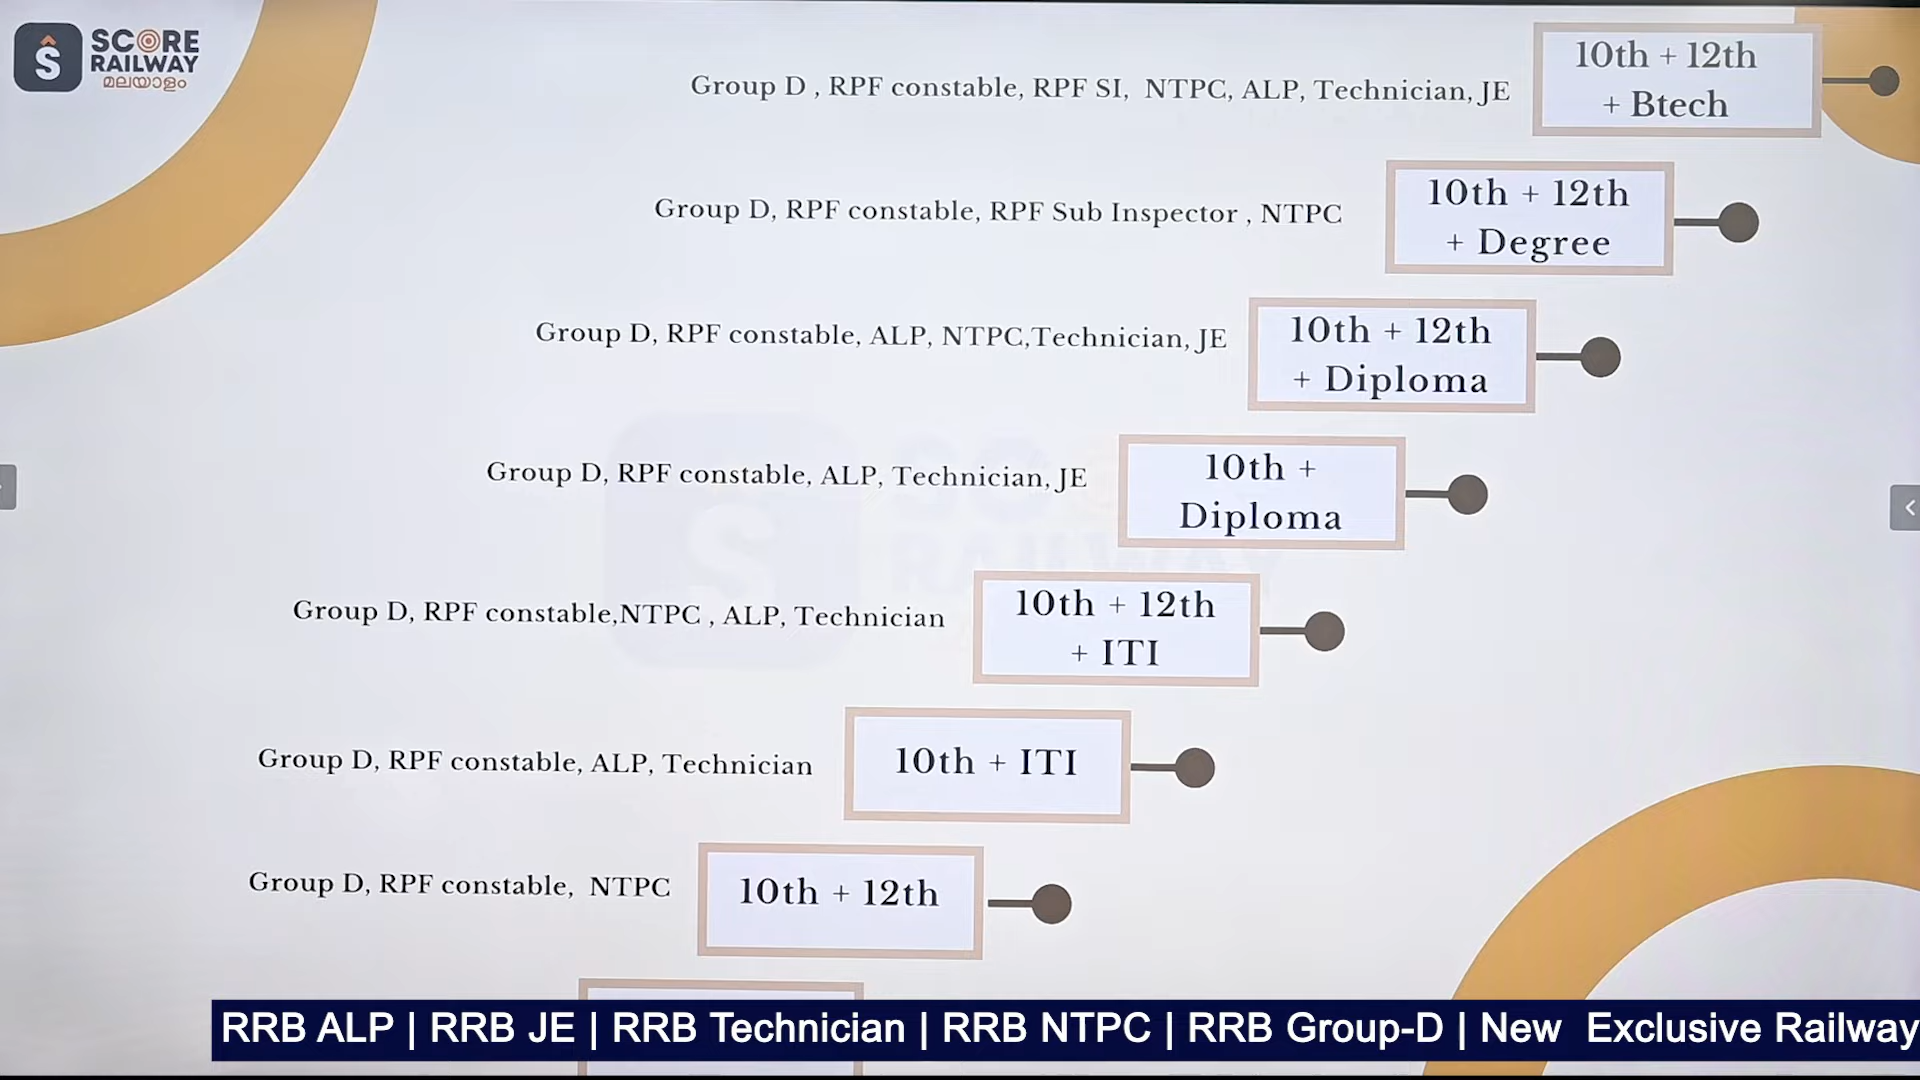 SCORE
RAILWAY
മലയാളം
Group D , RPF constable, RPF SI, NTPC, ALP, Technician, JE
10th + 12th
+ Btech
Group D, RPF constable, RPF Sub Inspector , NTPC
10th + 12th
+ Degree
Group D, RPF constable, ALP, NTPC,Technician, JE
10th + 12th
+ Diploma
Group D, RPF constable, ALP, Technician, JE
10th +
Diploma
Group D, RPF constable,NTPC , ALP, Technician
10th + 12th
+ ITI
Group D, RPF constable, ALP, Technician
10th + ITI
Group D, RPF constable, NTPC
10th + 12th
RRB ALP | RRB JE | RRB Technician | RRB NTPC | RRB Group-D | New Exclusive Railway